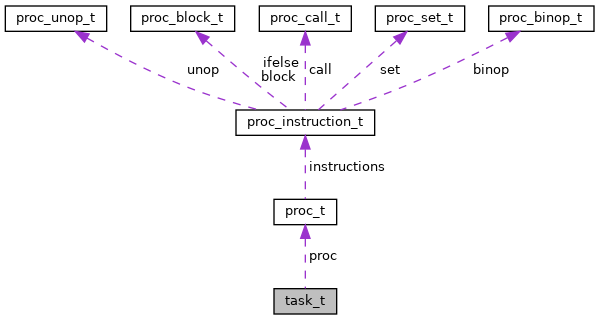 proc_unop_t
proc_block_t
proc_call_t
proc_set_t
proc_binop_t
unop
ifelse
block
call
set
binop
proc_instruction_t
instructions
proc_t
proc
task_t